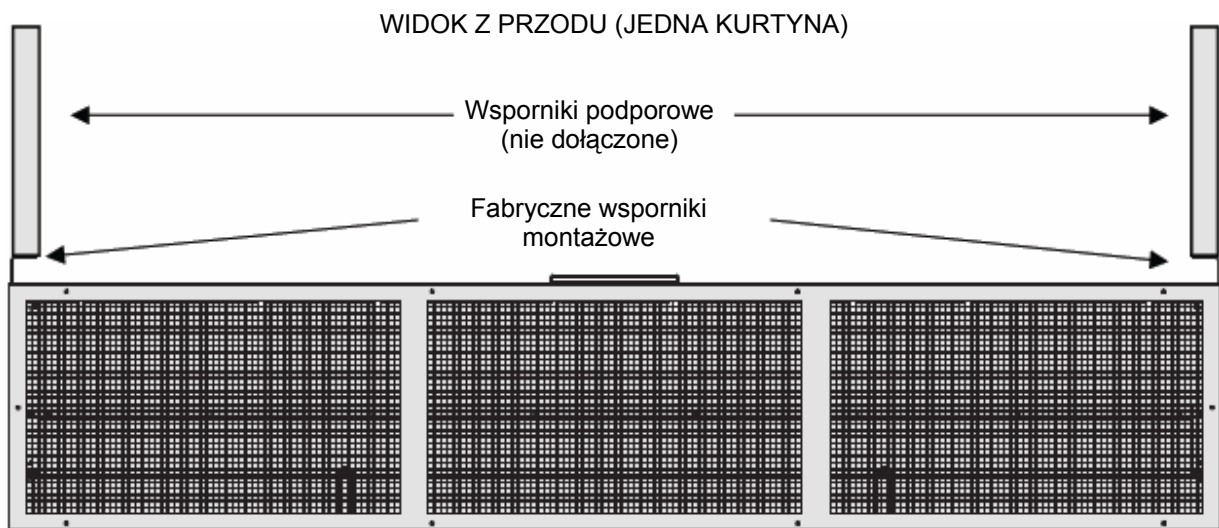 WIDOK Z PRZODU (JEDNA KURTYNA)
Wsporniki podporowe
(nie dołączone)
Fabryczne wsporniki
montażowe